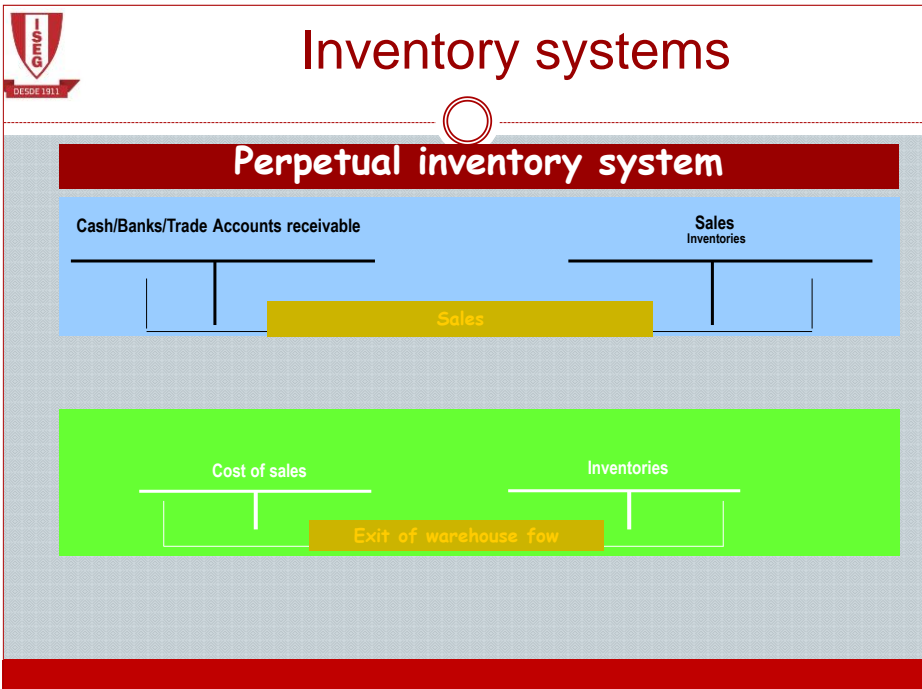 ISEG
DESDE 1911
Inventory systems
Perpetual inventory system
Cash/Banks/Trade Accounts receivable
Sales
Inventories
Sales
Cost of sales
Inventories
Exit of warehouse fow